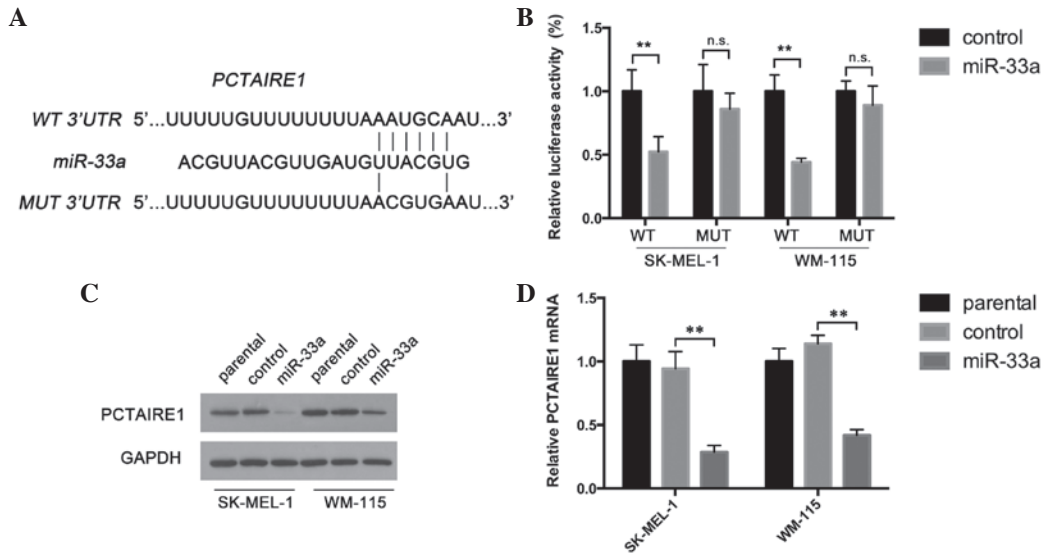 A
PCTAIRE1
WT 3'UTR 5'...UUUUUGUUUUUUUUUAAAUGCAAU...3'
miR-33a ACGUUACGUUGAUGUUACGUG
MUT 3'UTR 5'...UUUUUGUUUUUUUUUAACGUGAAU...3'
B
Relative luciferase activity (%)
1.5
1.0
0.5
0.0
**
n.s.
**
n.s.
WT
MUT
WT
MUT
SK-MEL-1
WM-115
control
miR-33a
C
parental
control
miR-33a
parental
control
miR-33a
PCTAIRE1
GAPDH
SK-MEL-1
WM-115
D
Relative PCTAIRE1 mRNA
1.5
1.0
0.5
0.0
**
**
SK-MEL-1
WM-115
parental
control
miR-33a